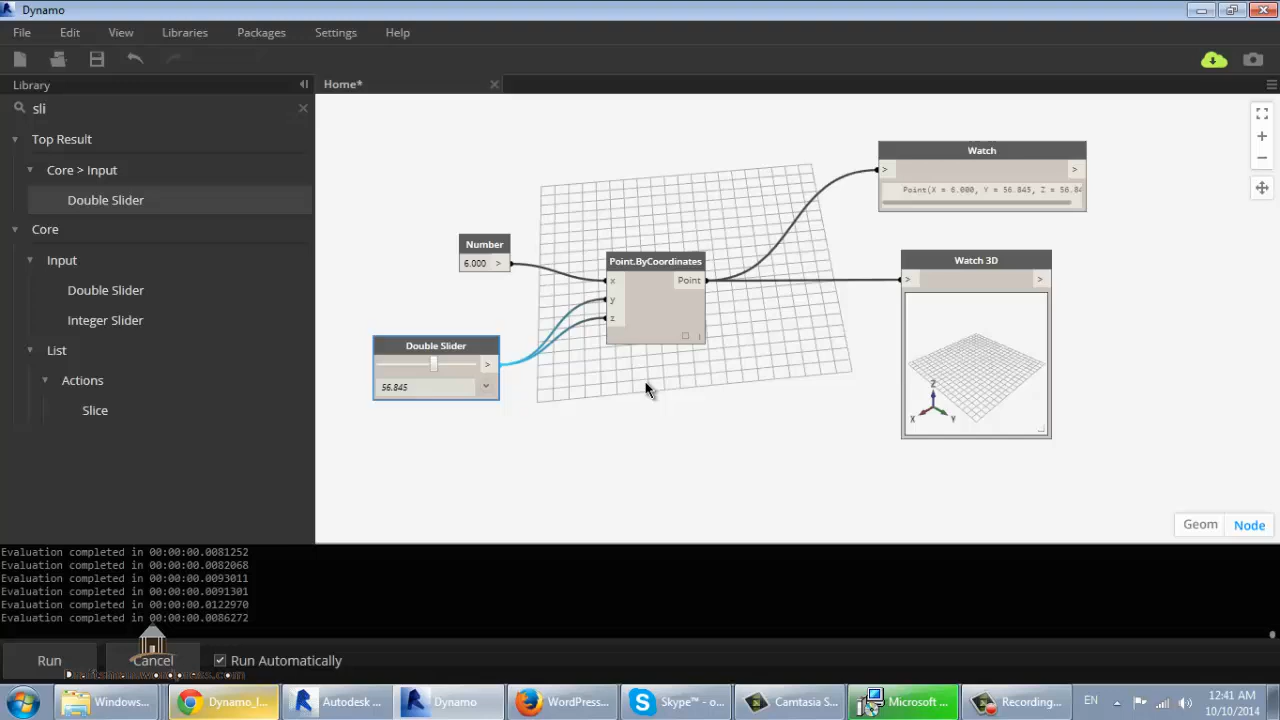 Dynamo
File Edit View Libraries Packages Settings Help
Library
Home*
sli
Top Result
Core > Input
Double Slider
Core
Input
Double Slider
Integer Slider
List
Actions
Slice
Watch
> >
Point(X = 6.000, Y = 56.845, Z = 56.84
Number
6.000 >
Point.ByCoordinates
x Point
y
z
Watch 3D
> >
Z
X Y
Double Slider
>
56.845
Geom Node
Evaluation completed in 00:00:00.0081252
Evaluation completed in 00:00:00.0082068
Evaluation completed in 00:00:00.0093011
Evaluation completed in 00:00:00.0091301
Evaluation completed in 00:00:00.0122970
Evaluation completed in 00:00:00.0086272
Run Cancel Run Automatically
Windows... Dynamo_I... Autodesk ... Dynamo WordPress... Skype™ - o... Camtasia S... Microsoft ... Recording... EN
12:41 AM
10/10/2014